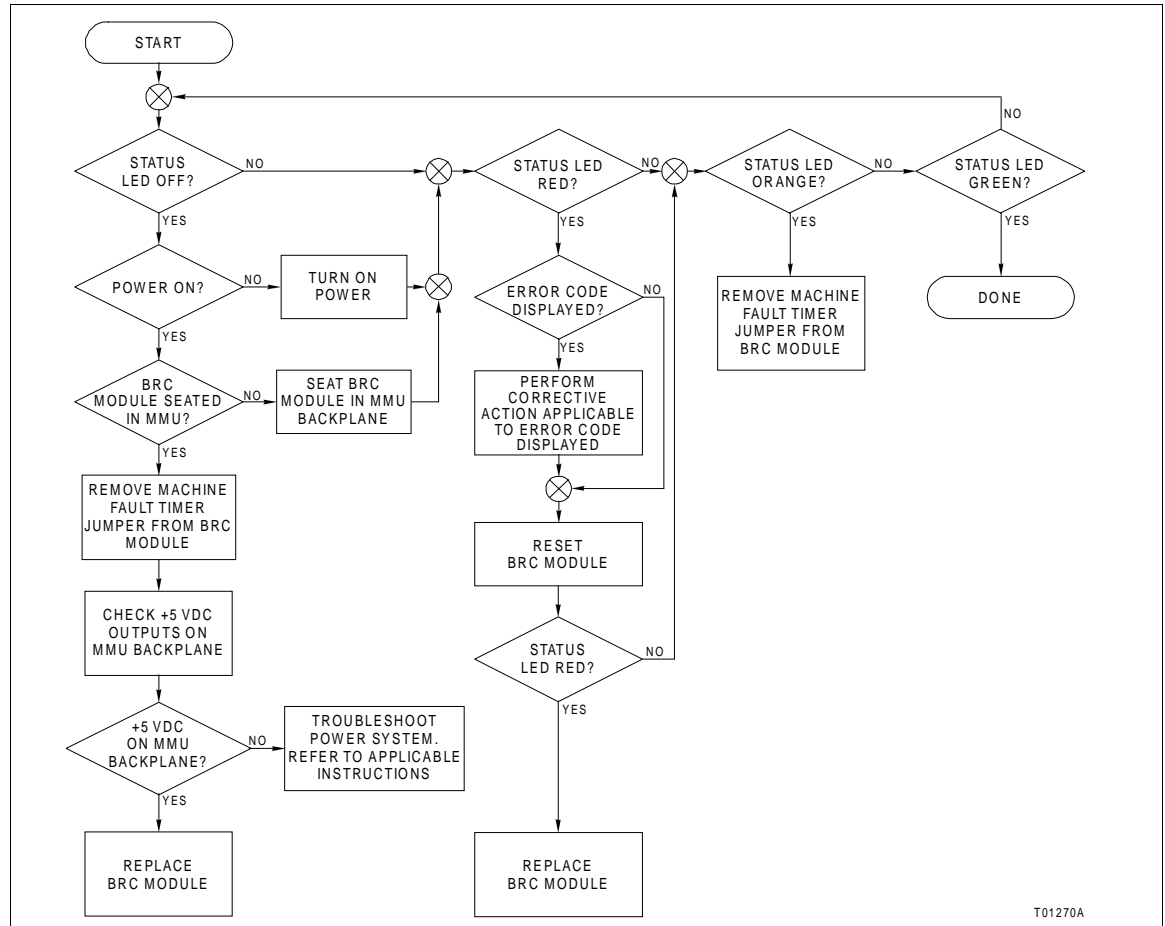 START
NO
STATUS
LED OFF?
NO
YES
POWER ON?
NO
TURN ON
POWER
YES
BRC
MODULE SEATED
IN MMU?
NO
SEAT BRC
MODULE IN MMU
BACKPLANE
YES
REMOVE MACHINE
FAULT TIMER
JUMPER FROM BRC
MODULE
CHECK +5 VDC
OUTPUTS ON
MMU BACKPLANE
+5 VDC
ON MMU
BACKPLANE?
NO
TROUBLESHOOT
POWER SYSTEM.
REFER TO APPLICABLE
INSTRUCTIONS
YES
REPLACE
BRC MODULE
STATUS LED
RED?
NO
YES
ERROR CODE
DISPLAYED?
NO
YES
PERFORM
CORRECTIVE
ACTION APPLICABLE
TO ERROR CODE
DISPLAYED
RESET
BRC MODULE
STATUS
LED RED?
NO
YES
REPLACE
BRC MODULE
STATUS LED
ORANGE?
NO
YES
REMOVE MACHINE
FAULT TIMER
JUMPER FROM
BRC MODULE
STATUS LED
GREEN?
YES
DONE
T01270A